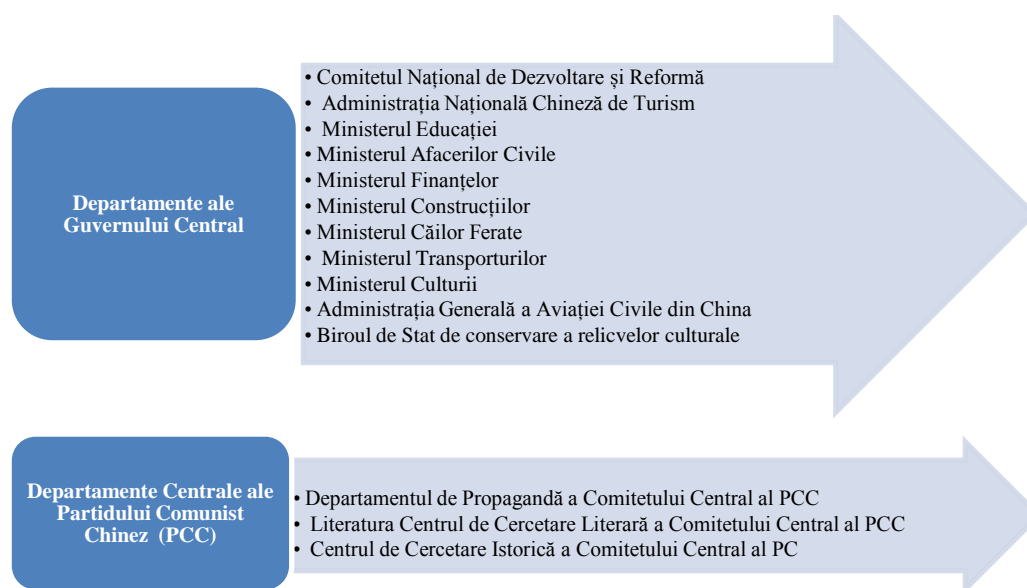 Departamente ale
Guvernului Central
• Comitetul Național de Dezvoltare și Reformă
• Administrația Națională Chineză de Turism
• Ministerul Educației
• Ministerul Afacerilor Civile
• Ministerul Finanțelor
• Ministerul Construcțiilor
• Ministerul Căilor Ferate
• Ministerul Transporturilor
• Ministerul Culturii
• Administrația Generală a Aviației Civile din China
• Biroul de Stat de conservare a relicvelor culturale
Departamente Centrale ale
Partidului Comunist
Chinez (PCC)
• Departamentul de Propagandă a Comitetului Central al PCC
• Literatura Centrul de Cercetare Literară a Comitetului Central al PCC
• Centrul de Cercetare Istorică a Comitetului Central al PC